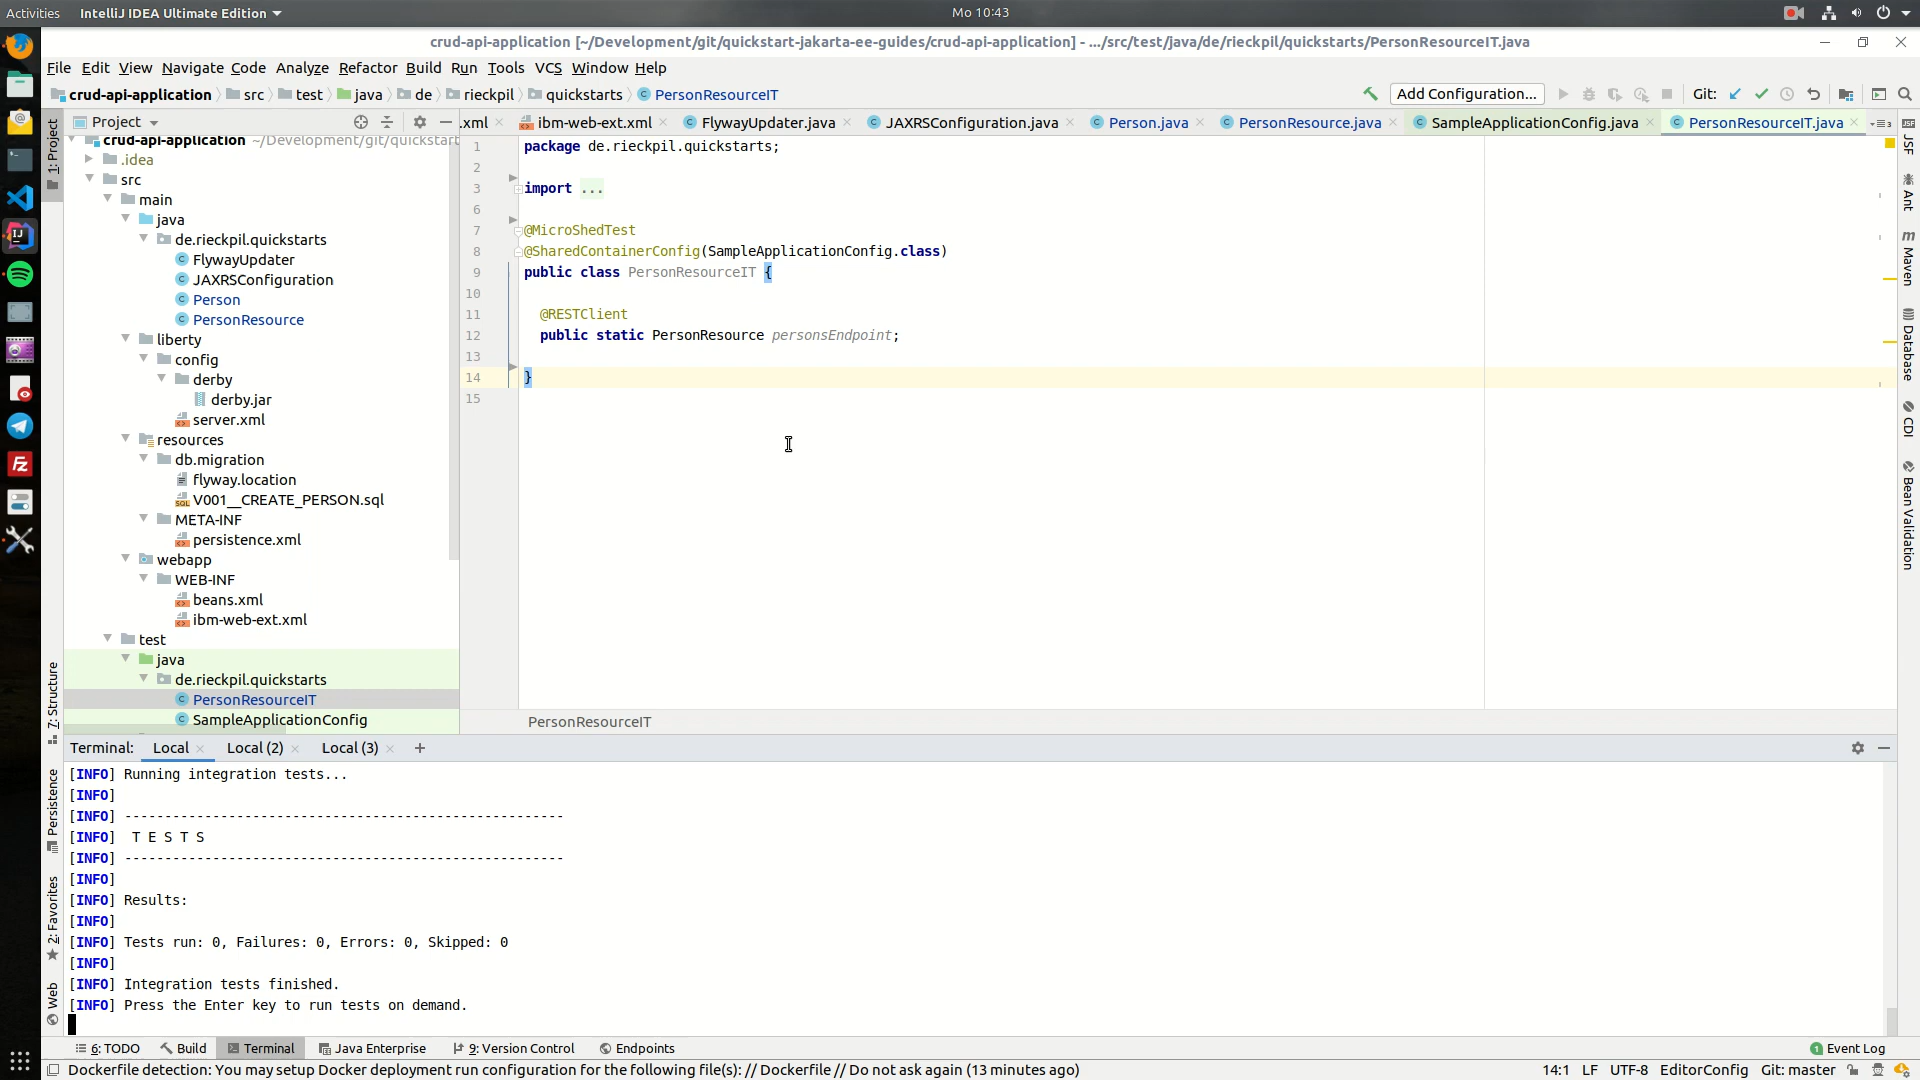 Activities IntelliJ IDEA Ultimate Edition Mo 10:43
crud-api-application [~/Development/git/quickstart-jakarta-ee-guides/crud-api-application] - .../src/test/java/de/rieckpil/quickstarts/PersonResourceIT.java
File Edit View Navigate Code Analyze Refactor Build Run Tools VCS Window Help
crud-api-application src test java de rieckpil quickstarts PersonResourceIT Add Configuration... Git:
Project .xml ibm-web-ext.xml FlywayUpdater.java JAXRSConfiguration.java Person.java PersonResource.java SampleApplicationConfig.java PersonResourceIT.java
1: Project
7: Structure
Persistence
2: Favorites
Web
crud-api-application ~/Development/git/quickstart
.idea
src
main
java
de.rieckpil.quickstarts
FlywayUpdater
JAXRSConfiguration
Person
PersonResource
liberty
config
derby
derby.jar
server.xml
resources
db.migration
flyway.location
V001__CREATE_PERSON.sql
META-INF
persistence.xml
webapp
WEB-INF
beans.xml
ibm-web-ext.xml
test
java
de.rieckpil.quickstarts
PersonResourceIT
SampleApplicationConfig
1 package de.rieckpil.quickstarts;
2
3 import ...
6
7 @MicroShedTest
8 @SharedContainerConfig(SampleApplicationConfig.class)
9 public class PersonResourceIT {
10
11 @RESTClient
12 public static PersonResource personsEndpoint;
13
14 }
15
PersonResourceIT
JSF
Ant
Maven
Database
CDI
Bean Validation
Terminal: Local Local (2) Local (3) +
[INFO] Running integration tests...
[INFO]
[INFO] -------------------------------------------------------
[INFO] T E S T S
[INFO] -------------------------------------------------------
[INFO]
[INFO] Results:
[INFO]
[INFO] Tests run: 0, Failures: 0, Errors: 0, Skipped: 0
[INFO]
[INFO] Integration tests finished.
[INFO] Press the Enter key to run tests on demand.
6: TODO Build Terminal Java Enterprise 9: Version Control Endpoints 1 Event Log
Dockerfile detection: You may setup Docker deployment run configuration for the following file(s): // Dockerfile // Do not ask again (13 minutes ago) 14:1 LF UTF-8 EditorConfig Git: master